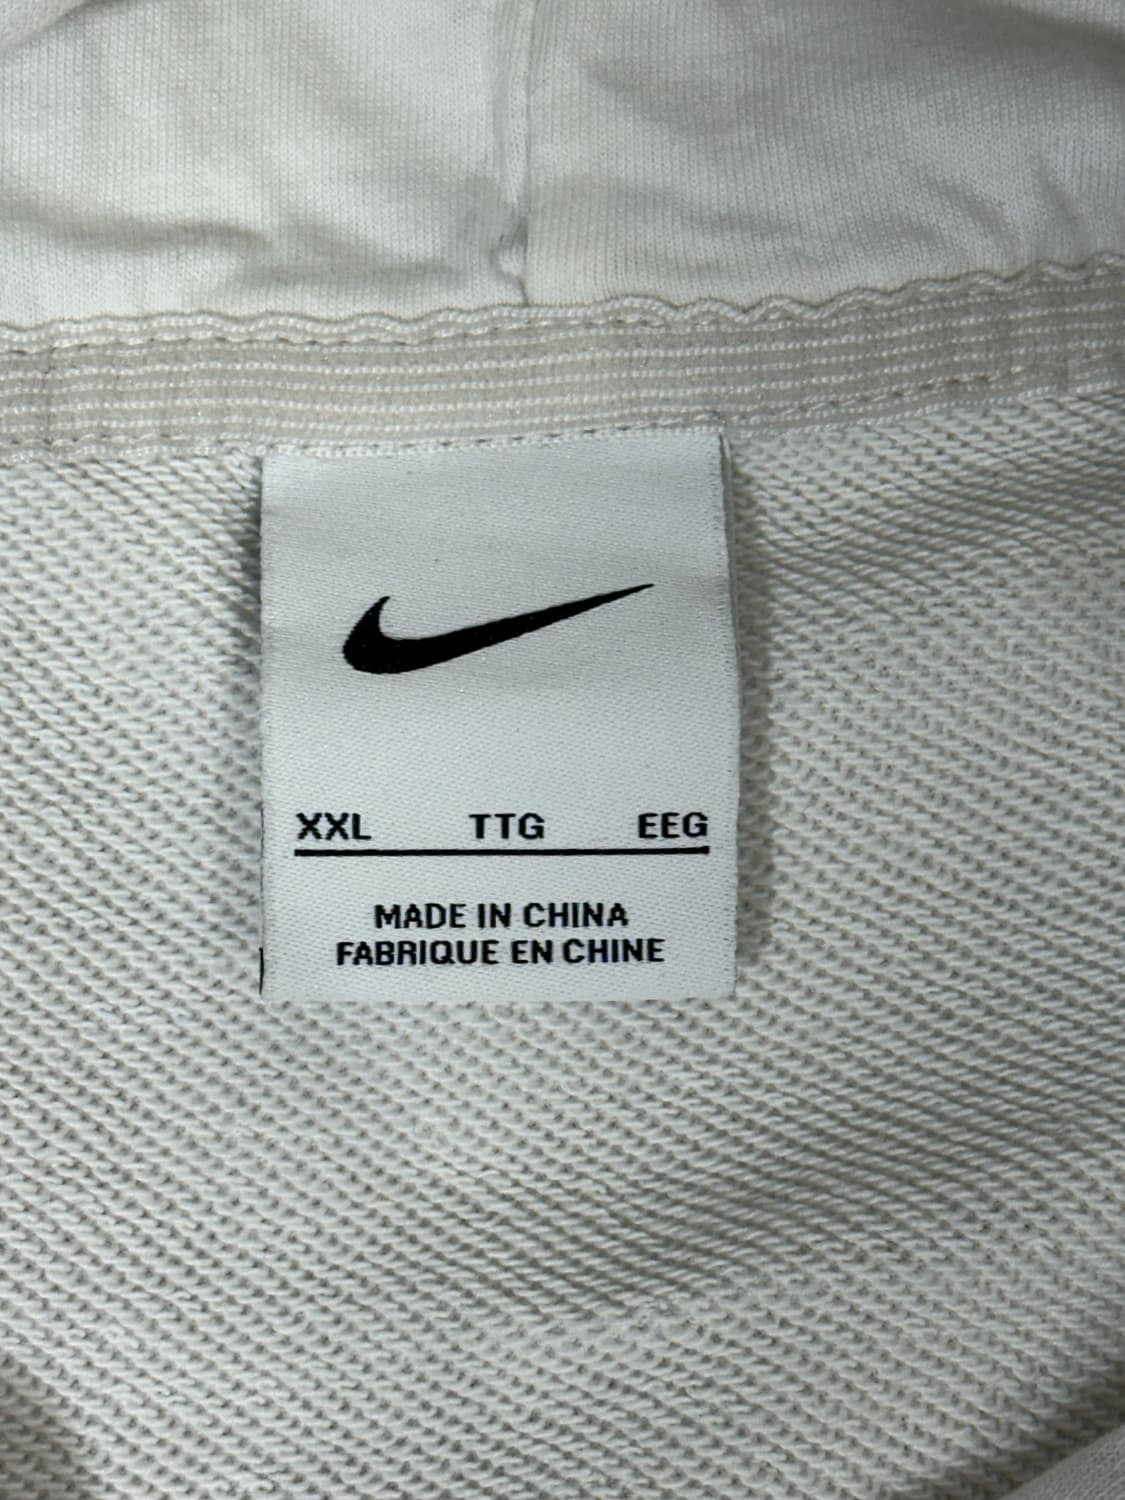 XXL TTG EEG
MADE IN CHINA
FABRIQUE EN CHINE